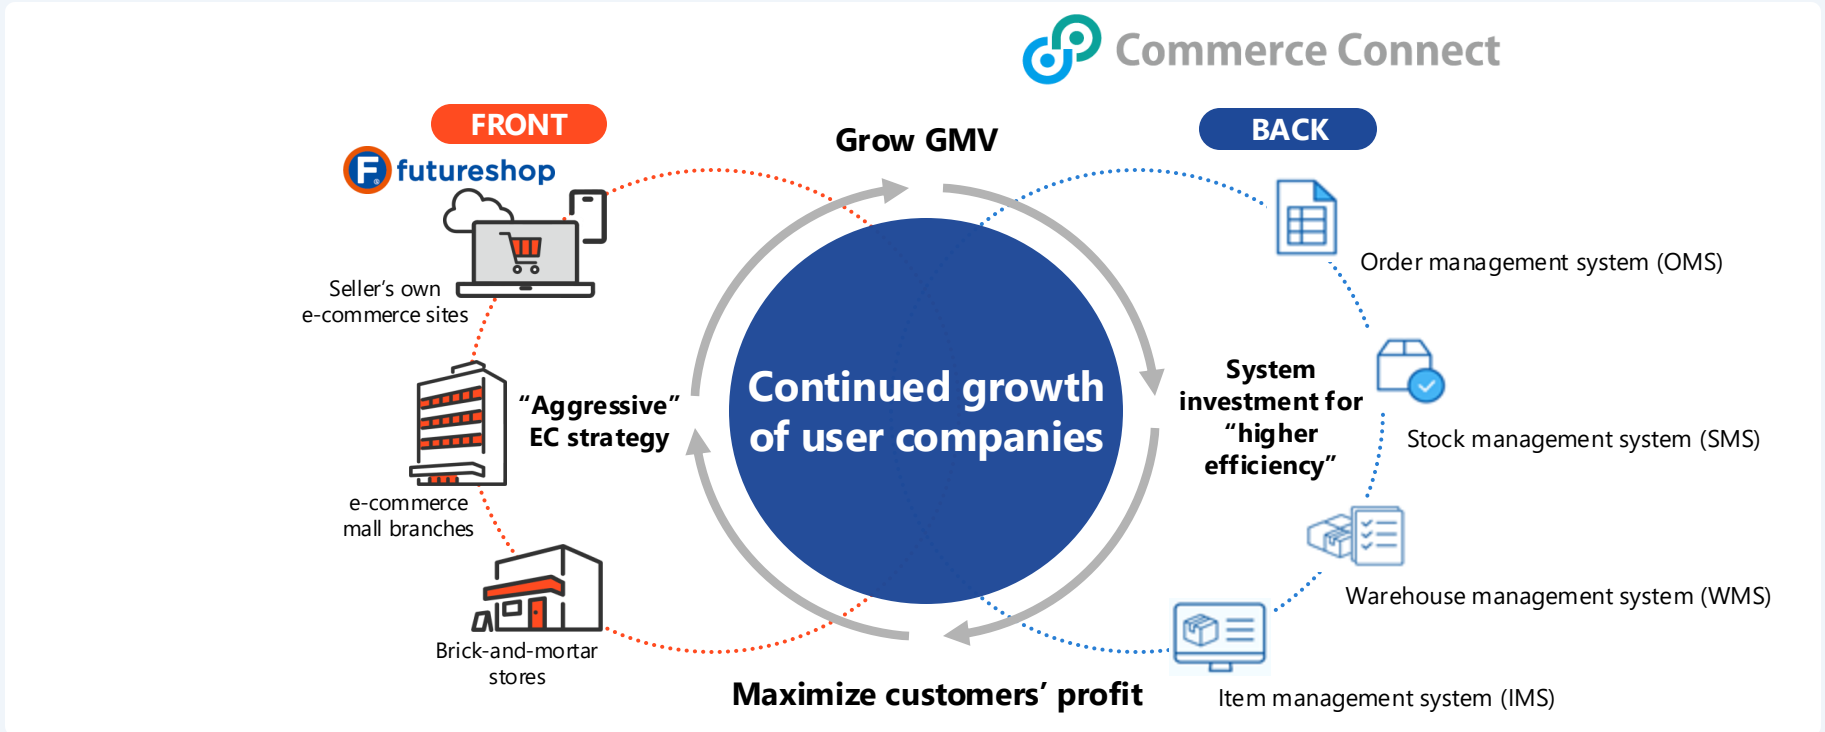 Commerce Connect
FRONT
futureshop
Seller's own
e-commerce sites
e-commerce
mall branches
Brick-and-mortar
stores
"Aggressive"
EC strategy
Grow GMV
Continued growth
of user companies
Maximize customers' profit
System
investment for
"higher
efficiency"
BACK
Order management system (OMS)
Stock management system (SMS)
Warehouse management system (WMS)
Item management system (IMS)